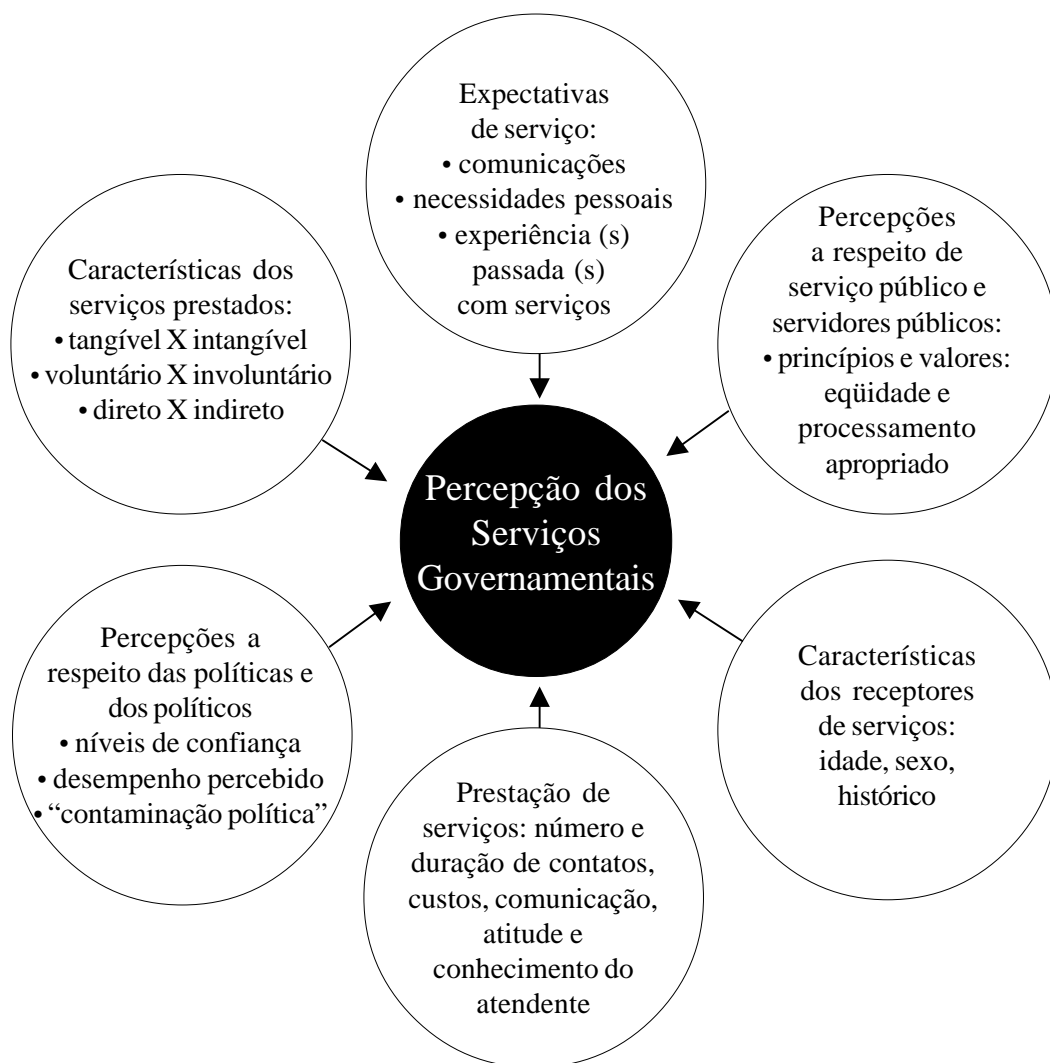 Expectativas
de serviço:
• comunicações
• necessidades pessoais
• experiência (s)
passada (s)
com serviços
Percepções
a respeito de
serviço público e
servidores públicos:
• princípios e valores:
eqüidade e
processamento
apropriado
Características dos
serviços prestados:
• tangível X intangível
• voluntário X involuntário
• direto X indireto
Percepção dos
Serviços
Governamentais
Percepções a
respeito das políticas e
dos políticos
• níveis de confiança
• desempenho percebido
• “contaminação política”
Características
dos receptores
de serviços:
idade, sexo,
histórico
Prestação de
serviços: número e
duração de contatos,
custos, comunicação,
atitude e
conhecimento do
atendente